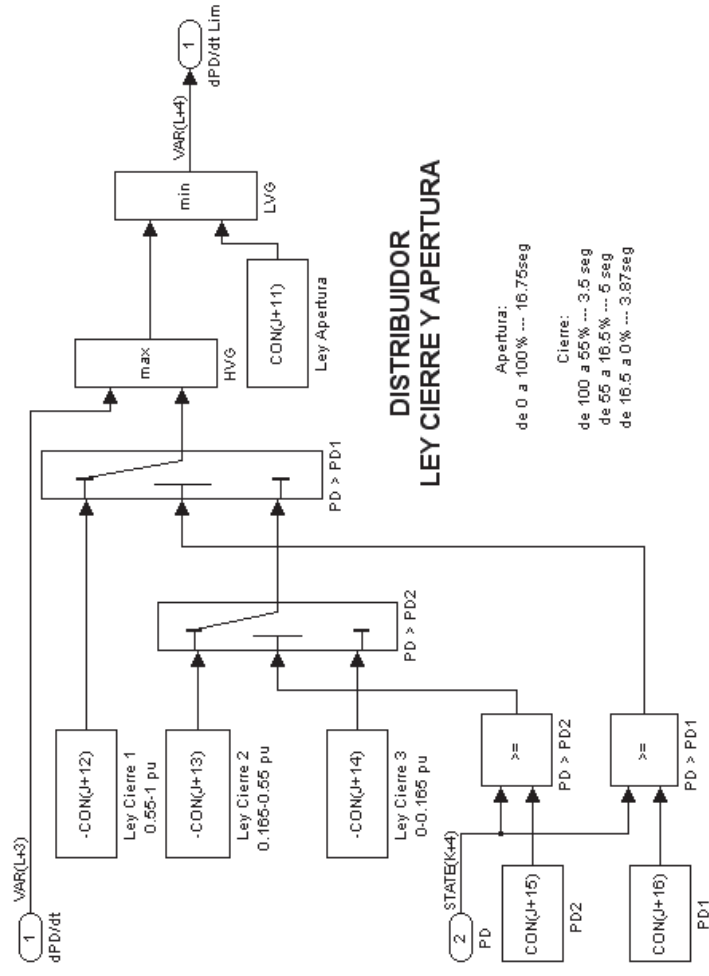 1
dPD/dt
VAR(L+3)
-CON(J+12)
Ley Cierre 1
0.55-1 pu
-CON(J+13)
Ley Cierre 2
0.165-0.55 pu
-CON(J+14)
Ley Cierre 3
0-0.165 pu
2
PD
STATE(K+4)
CON(J+15)
PD2
CON(J+16)
PD1
>=
PD > PD2
>=
PD > PD1
PD > PD2
PD > PD1
max
HVG
CON(J+11)
Ley Apertura
min
LVG
VAR(L+4)
1
dPD/dt Lim
DISTRIBUIDOR
LEY CIERRE Y APERTURA
Apertura:
de 0 a 100% --- 16.75seg
Cierre:
de 100 a 55% --- 3.5 seg
de 55 a 16.5% --- 5 seg
de 16.5 a 0% --- 3.87seg